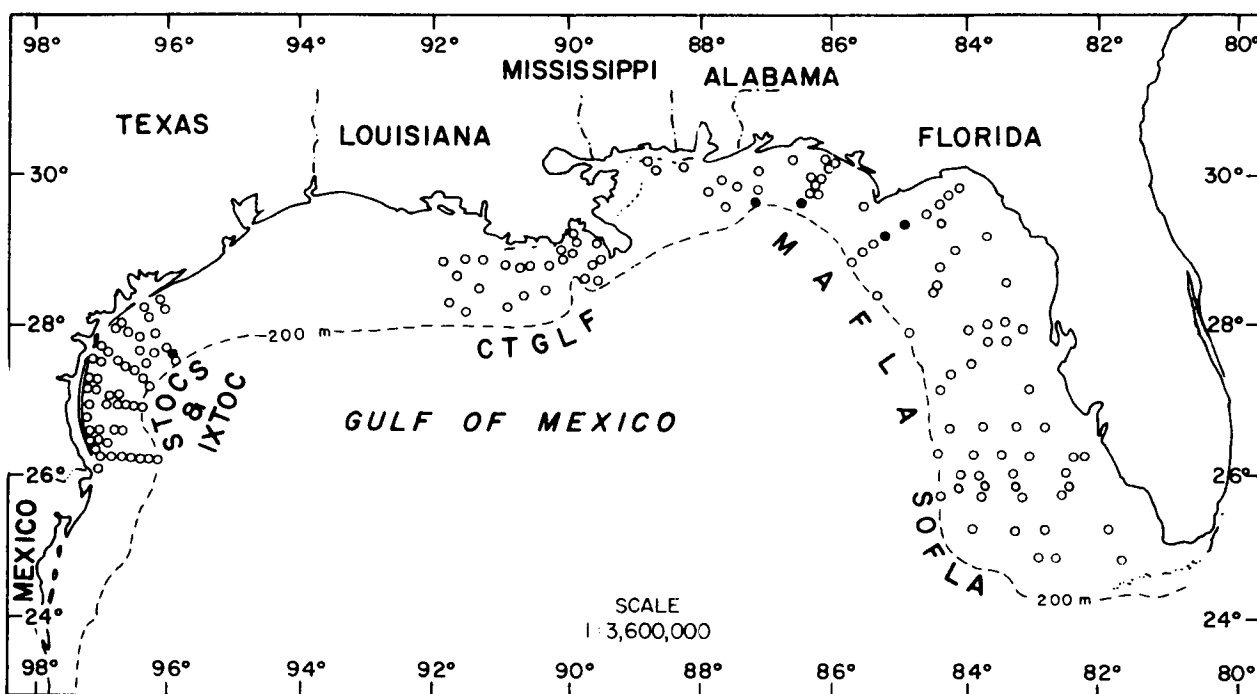 98° 96° 94° 92° 90° 88° 86° 84° 82° 80°
MISSISSIPPI ALABAMA
TEXAS LOUISIANA FLORIDA
30° 30°
MAFLA
28° 200 m 28°
CTGLF
STOCS
&
IXTOC
GULF OF MEXICO
26° 26°
SOFLA
MEXICO
200 m
SCALE
24° 1:3,600,000 24°
98° 96° 94° 92° 90° 88° 86° 84° 82° 80°